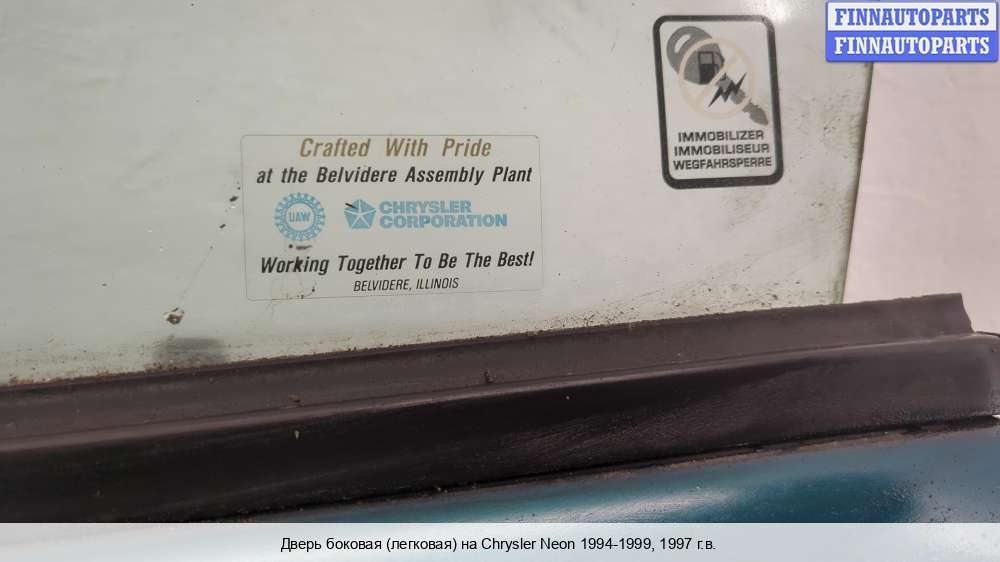 FINNAUTOPARTS
FINNAUTOPARTS
IMMOBILIZER
IMMOBILISEUR
WEGFAHRSPERRE
Crafted With Pride
at the Belvidere Assembly Plant
UAW
CHRYSLER
CORPORATION
Working Together To Be The Best!
BELVIDERE, ILLINOIS
Дверь боковая (легковая) на Chrysler Neon 1994-1999, 1997 г.в.